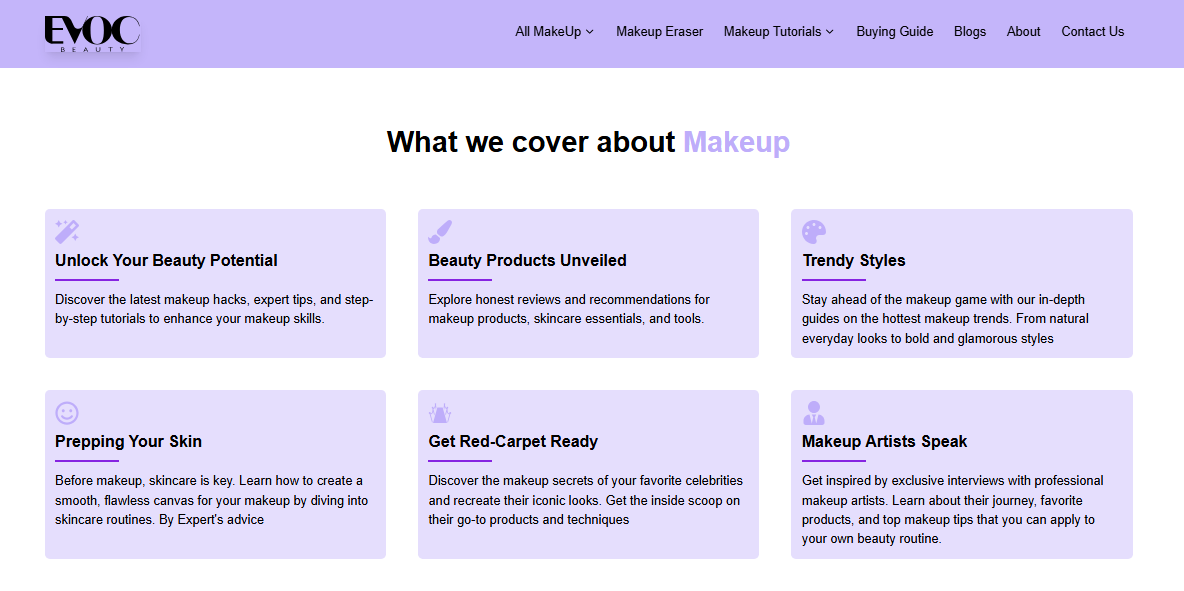 EVOC
BEAUTY
All MakeUp Makeup Eraser Makeup Tutorials Buying Guide Blogs About Contact Us
What we cover about Makeup
Unlock Your Beauty Potential
Discover the latest makeup hacks, expert tips, and step-
by-step tutorials to enhance your makeup skills.
Beauty Products Unveiled
Explore honest reviews and recommendations for
makeup products, skincare essentials, and tools.
Trendy Styles
Stay ahead of the makeup game with our in-depth
guides on the hottest makeup trends. From natural
everyday looks to bold and glamorous styles
Prepping Your Skin
Before makeup, skincare is key. Learn how to create a
smooth, flawless canvas for your makeup by diving into
skincare routines. By Expert's advice
Get Red-Carpet Ready
Discover the makeup secrets of your favorite celebrities
and recreate their iconic looks. Get the inside scoop on
their go-to products and techniques
Makeup Artists Speak
Get inspired by exclusive interviews with professional
makeup artists. Learn about their journey, favorite
products, and top makeup tips that you can apply to
your own beauty routine.